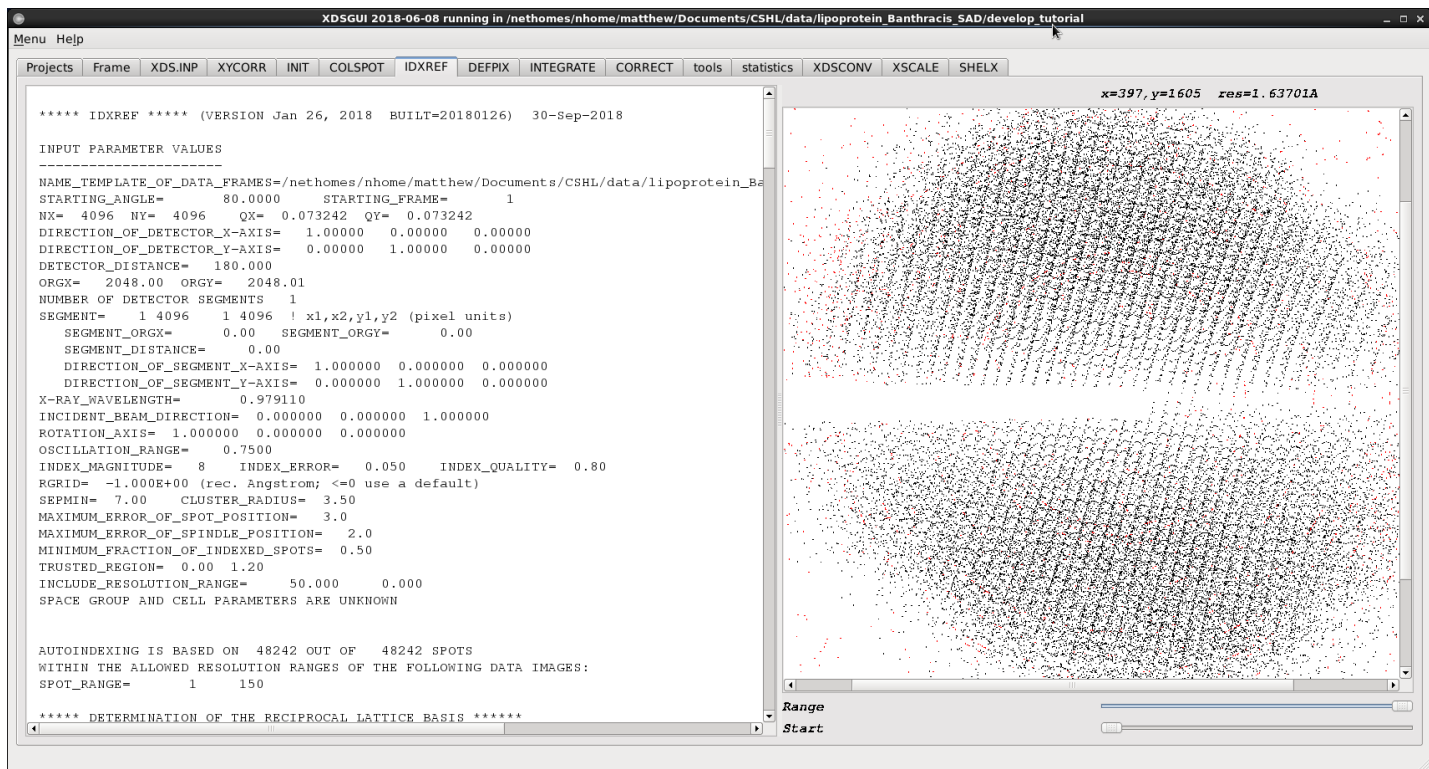 XDSGUI 2018-06-08 running in /nethomes/nhome/matthew/Documents/CSHL/data/lipoprotein_Banthracis_SAD/develop_tutorial
Menu Help
Projects Frame XDS.INP XYCORR INIT COLSPOT IDXREF DEFPIX INTEGRATE CORRECT tools statistics XDSCONV XSCALE SHELX
***** IDXREF ***** (VERSION Jan 26, 2018  BUILT=20180126)  30-Sep-2018
INPUT PARAMETER VALUES
----------------------
NAME_TEMPLATE_OF_DATA_FRAMES=/nethomes/nhome/matthew/Documents/CSHL/data/lipoprotein_Ba
STARTING_ANGLE=       80.0000     STARTING_FRAME=       1
NX=  4096  NY=  4096    QX=  0.073242  QY=  0.073242
DIRECTION_OF_DETECTOR_X-AXIS=   1.00000   0.00000   0.00000
DIRECTION_OF_DETECTOR_Y-AXIS=   0.00000   1.00000   0.00000
DETECTOR_DISTANCE=   180.000
ORGX=   2048.00  ORGY=   2048.01
NUMBER OF DETECTOR SEGMENTS   1
SEGMENT=    1 4096    1 4096  ! x1,x2,y1,y2 (pixel units)
SEGMENT_ORGX=      0.00   SEGMENT_ORGY=      0.00
SEGMENT_DISTANCE=      0.00
DIRECTION_OF_SEGMENT_X-AXIS=  1.000000  0.000000  0.000000
DIRECTION_OF_SEGMENT_Y-AXIS=  0.000000  1.000000  0.000000
X-RAY_WAVELENGTH=       0.979110
INCIDENT_BEAM_DIRECTION=  0.000000  0.000000  1.000000
ROTATION_AXIS=  1.000000  0.000000  0.000000
OSCILLATION_RANGE=    0.7500
INDEX_MAGNITUDE=   8    INDEX_ERROR=   0.050    INDEX_QUALITY=  0.80
RGRID=  -1.000E+00 (rec. Angstrom; <=0 use a default)
SEPMIN=  7.00    CLUSTER_RADIUS=  3.50
MAXIMUM_ERROR_OF_SPOT_POSITION=   3.0
MAXIMUM_ERROR_OF_SPINDLE_POSITION=    2.0
MINIMUM_FRACTION_OF_INDEXED_SPOTS=  0.50
TRUSTED_REGION=  0.00  1.20
INCLUDE_RESOLUTION_RANGE=     50.000     0.000
SPACE GROUP AND CELL PARAMETERS ARE UNKNOWN
AUTOINDEXING IS BASED ON   48242 OUT OF   48242 SPOTS
WITHIN THE ALLOWED RESOLUTION RANGES OF THE FOLLOWING DATA IMAGES:
SPOT_RANGE=       1     150
***** DETERMINATION OF THE RECIPROCAL LATTICE BASIS ******
x=397,y=1605  res=1.63701A
Range
Start